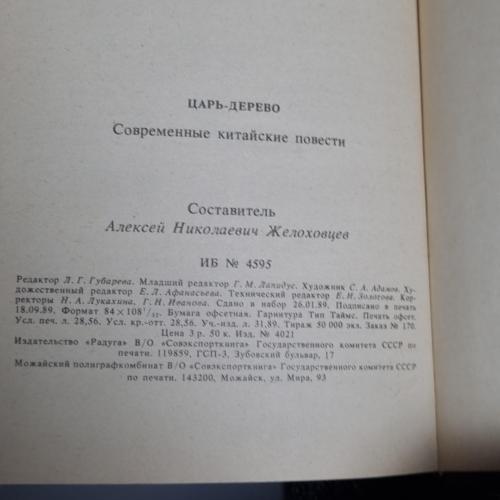 ЦАРЬ-ДЕРЕВО
Современные китайские повести
Составитель
Алексей Николаевич Желоховцев
ИБ № 4595
Редактор Л. Г. Губарева. Младший редактор Г. М. Лапидус. Художник С. А. Адамов. Ху-
дожественный редактор Е. Л. Афанасьева. Технический редактор Е. Н. Золотова. Кор-
ректоры Н. А. Лукахина, Г. Н. Иванова. Сдано в набор 26.01.89. Подписано в печать
18.09.89. Формат 84 × 108¹/₃₂. Бумага офсетная. Гарнитура Тип Таймс. Печать офсет.
Усл. печ. л. 28,56. Усл. кр.-отт. 28,56. Уч.-изд. л. 31,89. Тираж 50 000 экз. Заказ № 170.
Цена 3 р. 50 к. Изд. № 4021
Издательство «Радуга» В/О «Совэкспорткнига» Государственного комитета СССР по
печати. 119859, ГСП-3, Зубовский бульвар, 17
Можайский полиграфкомбинат В/О «Совэкспорткнига» Государственного комитета СССР
по печати. 143200, Можайск, ул. Мира, 93